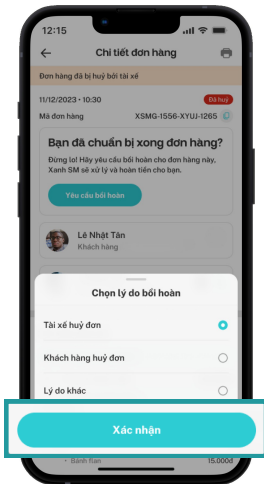 12:15
Chi tiết đơn hàng
Đơn hàng đã bị huỷ bởi tài xế
11/12/2023 • 10:30 Đã huỷ
Mã đơn hàng XSMG-1556-XYUJ-1265
Bạn đã chuẩn bị xong đơn hàng?
Đừng lo! Hãy yêu cầu bồi hoàn cho đơn hàng này,
Xanh SM sẽ xử lý và hoàn tiền cho bạn.
Yêu cầu bồi hoàn
Lê Nhật Tân
Khách hàng
Chọn lý do bồi hoàn
Tài xế huỷ đơn
Khách hàng huỷ đơn
Lý do khác
Xác nhận
• Bánh flan 15.000đ